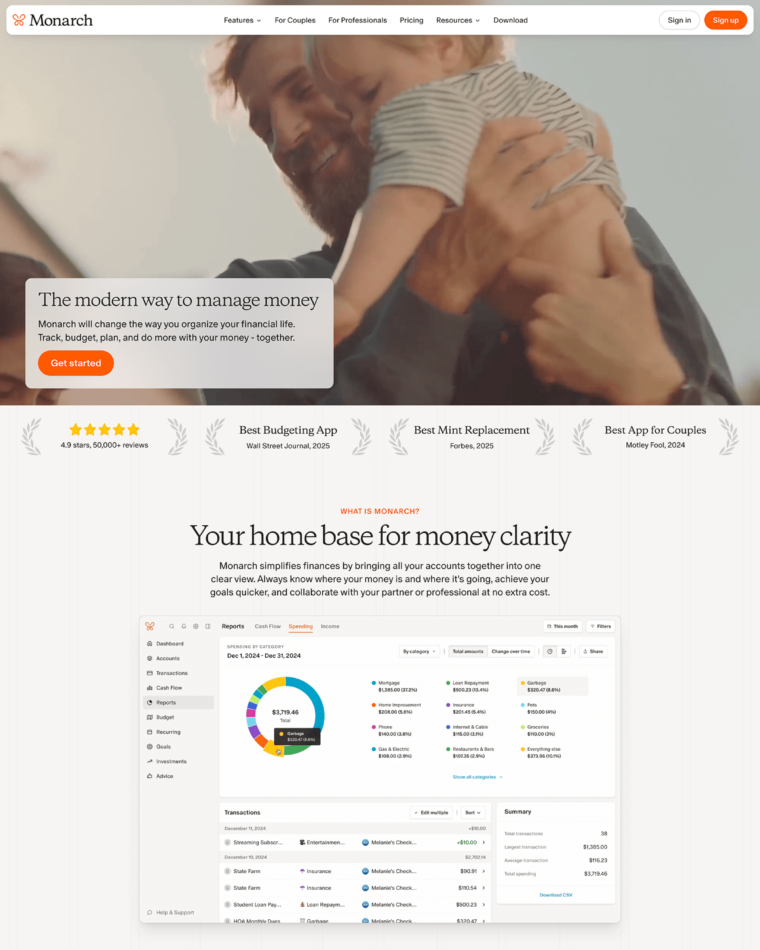 Monarch
Features
For Couples
For Professionals
Pricing
Resources
Download
Sign in
Sign up
The modern way to manage money
Monarch will change the way you organize your financial life.
Track, budget, plan, and do more with your money - together.
Get started
4.9 stars, 50,000+ reviews
Best Budgeting App
Wall Street Journal, 2025
Best Mint Replacement
Forbes, 2025
Best App for Couples
Motley Fool, 2024
WHAT IS MONARCH?
Your home base for money clarity
Monarch simplifies finances by bringing all your accounts together into one
clear view. Always know where your money is and where it's going, achieve your
goals quicker, and collaborate with your partner or professional at no extra cost.
Reports
Cash Flow
Spending
Income
This month
Filters
Dashboard
Accounts
Transactions
Cash Flow
Reports
Budget
Recurring
Goals
Investments
Advice
Help & Support
SPENDING BY CATEGORY
Dec 1, 2024 - Dec 31, 2024
By category
Total amounts
Change over time
Share
$3,719.46
Total
Garbage
$320.47 (8.6%)
Mortgage
$1,385.00 (37.2%)
Loan Repayment
$500.23 (13.4%)
Garbage
$320.47 (8.6%)
Home Improvement
$208.00 (5.6%)
Insurance
$201.45 (5.4%)
Pets
$150.00 (4%)
Phone
$140.00 (3.8%)
Internet & Cable
$115.00 (3.1%)
Groceries
$110.00 (3%)
Gas & Electric
$108.00 (2.9%)
Restaurants & Bars
$107.35 (2.9%)
Everything else
$373.96 (10.1%)
Show all categories
Transactions
Edit multiple
Sort
December 11, 2024
+$10.00
Streaming Subscr...
Entertainmen...
Melanie's Check...
+$10.00
December 10, 2024
State Farm
Insurance
Melanie's Check...
$90.91
State Farm
Insurance
Melanie's Check...
$110.54
Student Loan Pay...
Loan Repaym...
Melanie's Check...
$500.23
HOA Monthly Dues
Garbage
Melanie's Check...
$320.47
Summary
Total transactions
38
Largest transaction
$1,385.00
Average transaction
$116.23
Total spending
$3,719.46
Download CSV